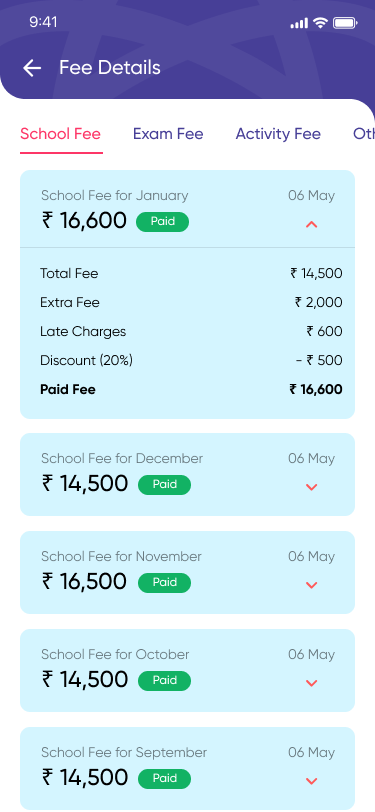 9:41
Fee Details
School Fee Exam Fee Activity Fee Oth
School Fee for January 06 May
₹ 16,600 Paid
Total Fee ₹ 14,500
Extra Fee ₹ 2,000
Late Charges ₹ 600
Discount (20%) - ₹ 500
Paid Fee ₹ 16,600
School Fee for December 06 May
₹ 14,500 Paid
School Fee for November 06 May
₹ 16,500 Paid
School Fee for October 06 May
₹ 14,500 Paid
School Fee for September 06 May
₹ 14,500 Paid